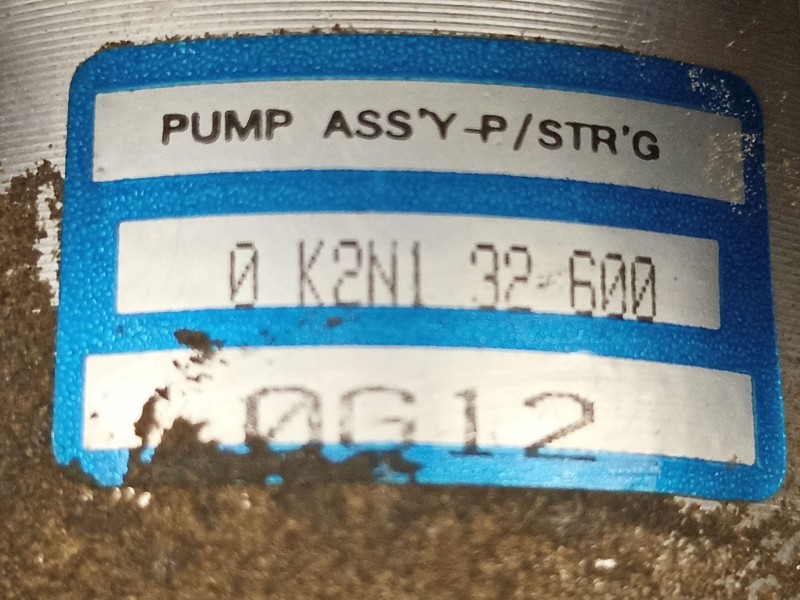 PUMP ASS'Y-P/STR'G
0 K2N1 32-600
0G12